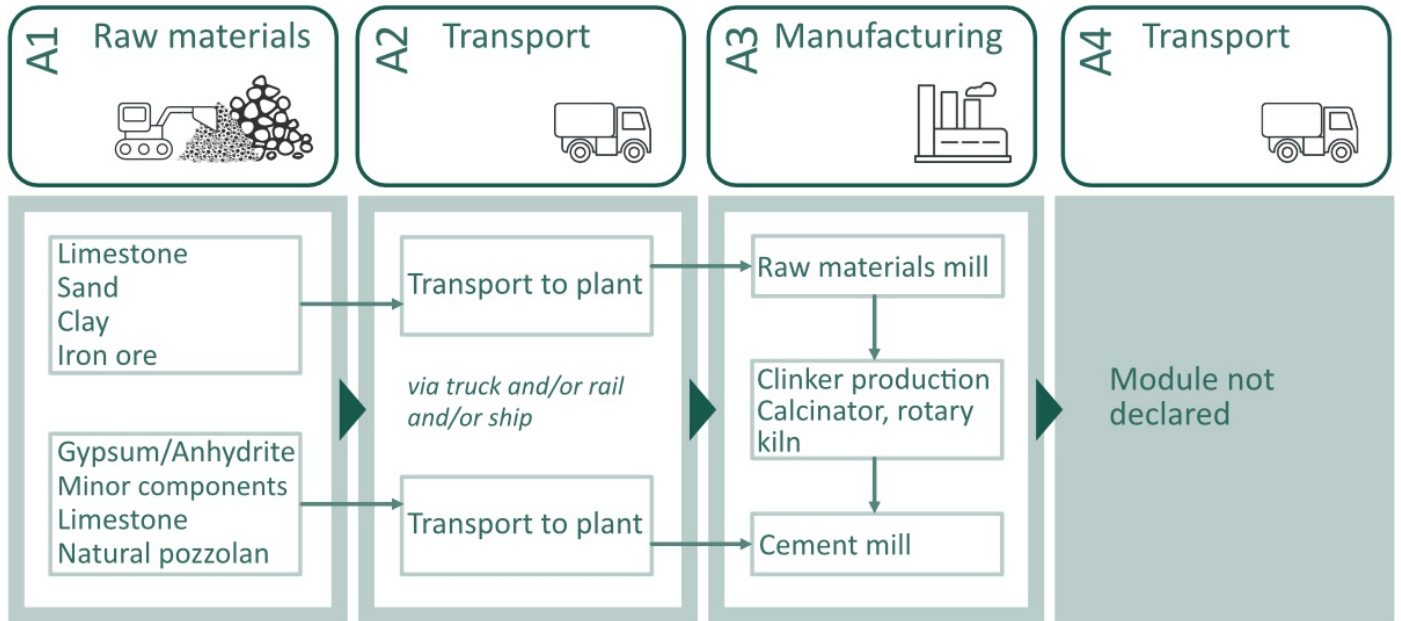 A1
Raw materials
A2
Transport
A3
Manufacturing
A4
Transport
Limestone
Sand
Clay
Iron ore
Gypsum/Anhydrite
Minor components
Limestone
Natural pozzolan
Transport to plant
via truck and/or rail
and/or ship
Transport to plant
Raw materials mill
Clinker production
Calcinator, rotary
kiln
Cement mill
Module not
declared